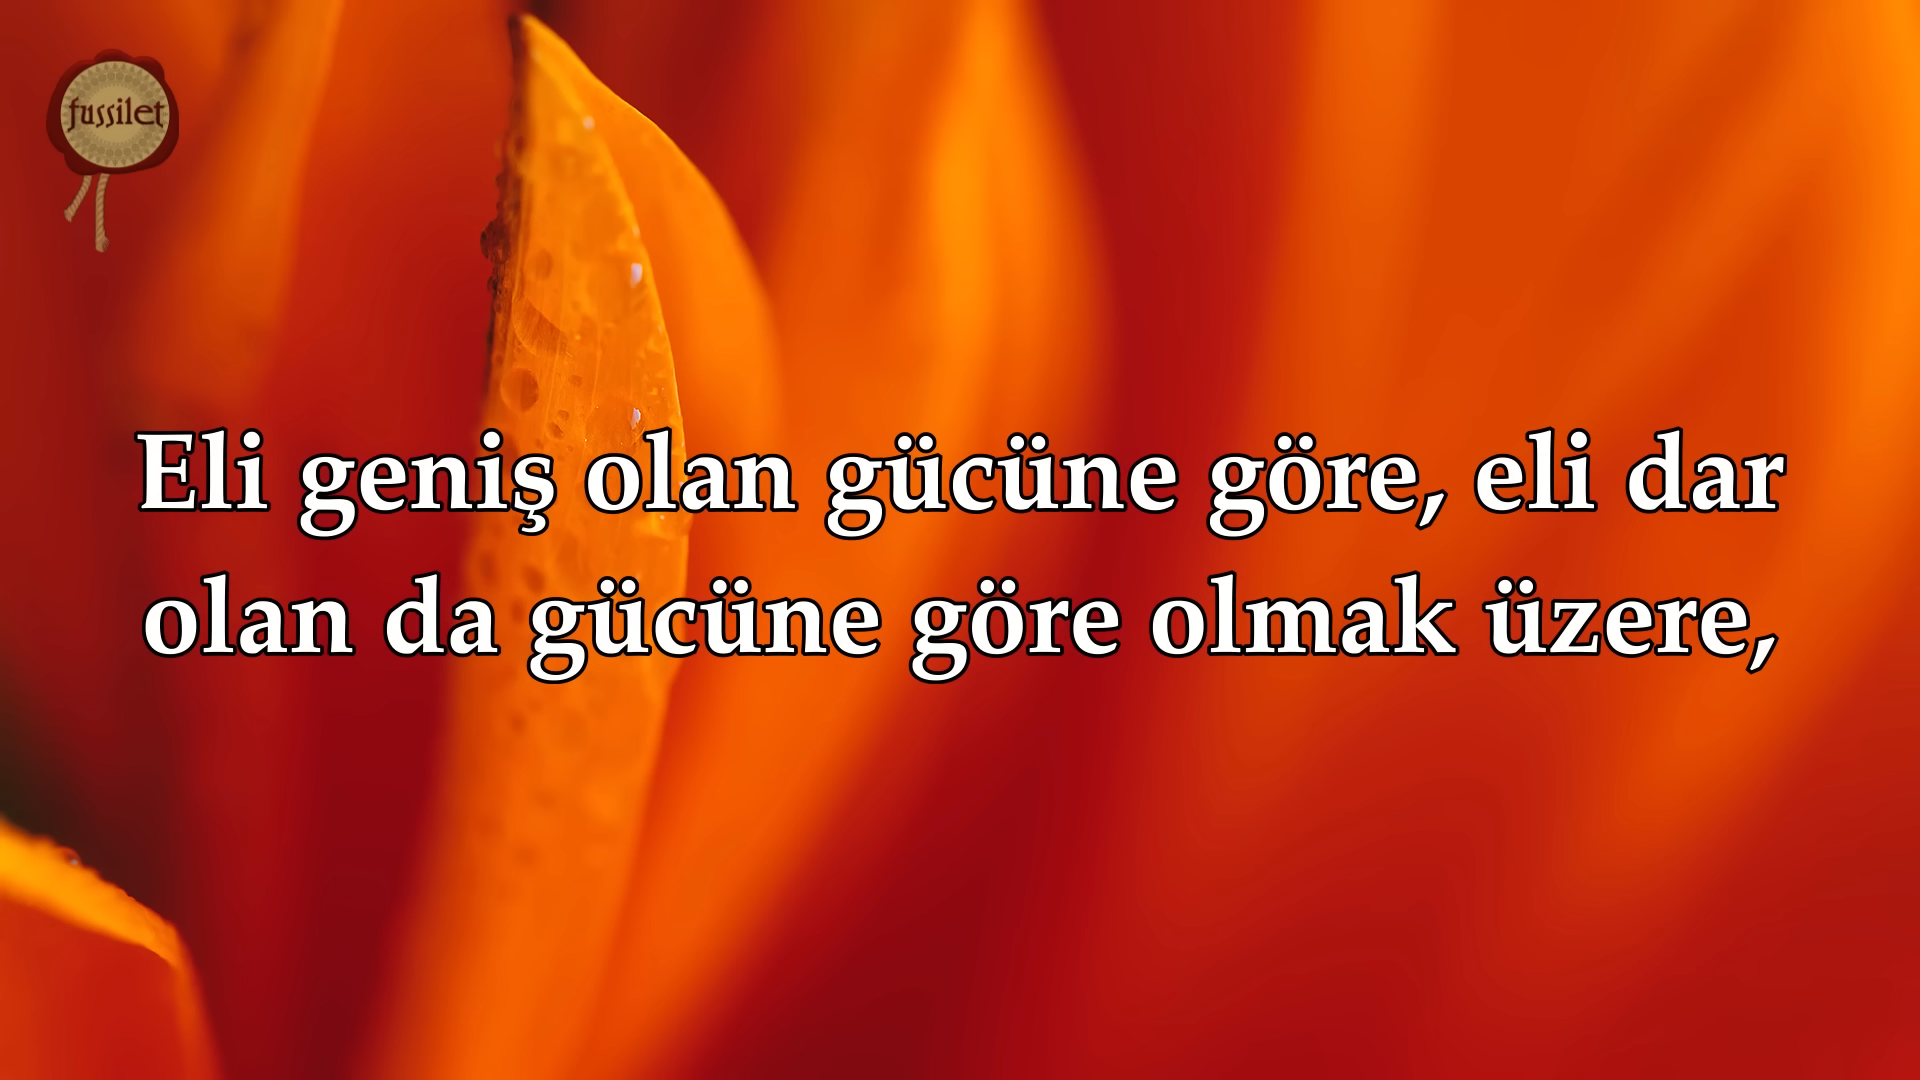 fussilet
Eli geniş olan gücüne göre, eli dar
olan da gücüne göre olmak üzere,